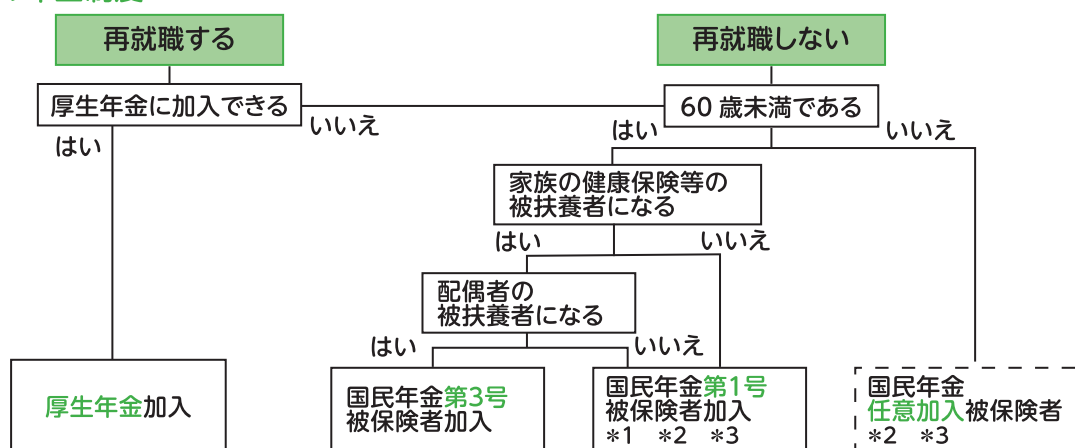 再就職する
再就職しない
厚生年金に加入できる
60 歳未満である
はい
いいえ
はい
いいえ
家族の健康保険等の
被扶養者になる
はい
いいえ
配偶者の
被扶養者になる
はい
いいえ
厚生年金加入
国民年金第3号
被保険者加入
国民年金第1号
被保険者加入
*1 *2 *3
国民年金
任意加入被保険者
*2 *3